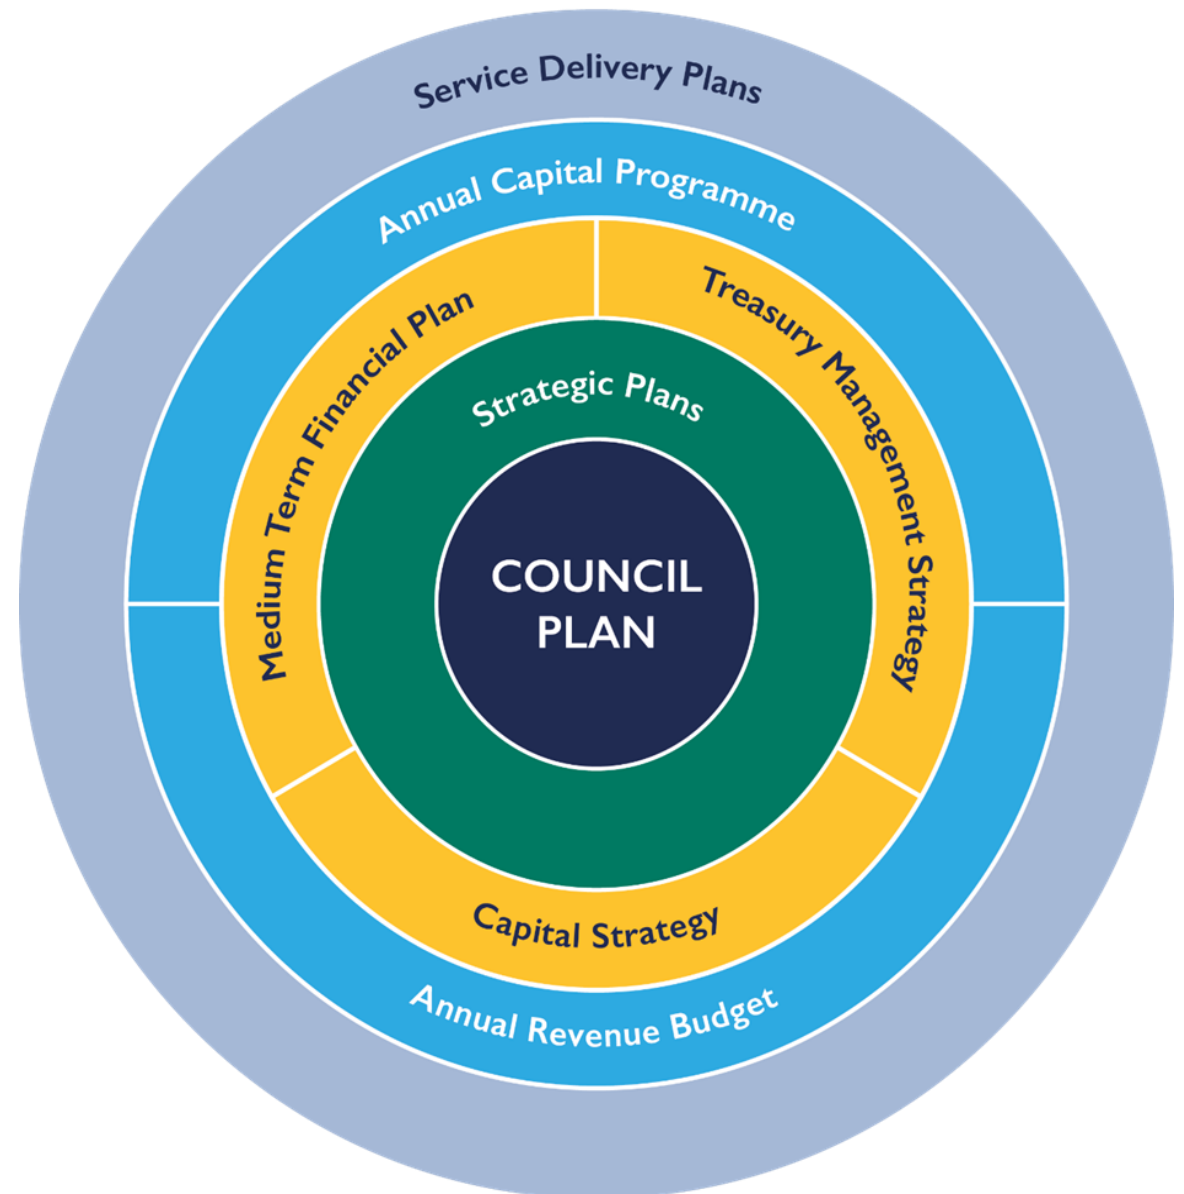 Service Delivery Plans
Annual Capital Programme
Medium Term Financial Plan
Treasury Management Strategy
Strategic Plans
COUNCIL
PLAN
Capital Strategy
Annual Revenue Budget